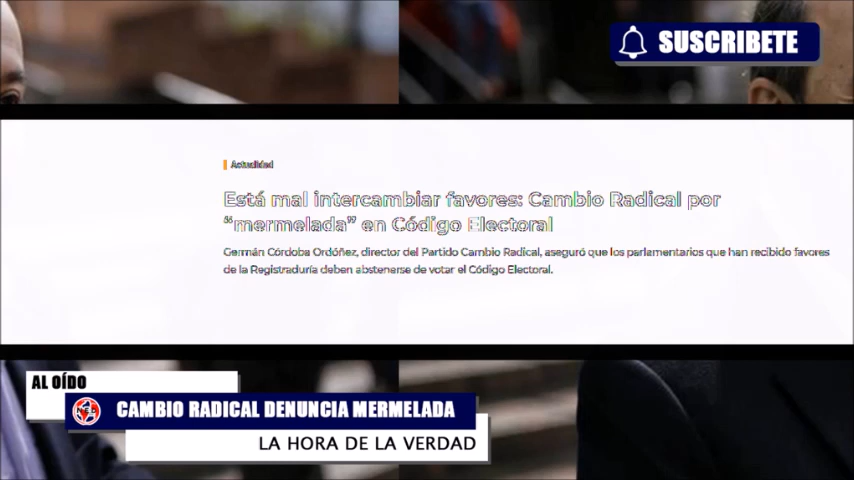 SUSCRIBETE
Actualidad
Está mal intercambiar favores: Cambio Radical por
“mermelada” en Código Electoral
Germán Córdoba Ordóñez, director del Partido Cambio Radical, aseguró que los parlamentarios que han recibido favores
de la Registraduría deben abstenerse de votar el Código Electoral.
AL OÍDO
CAMBIO RADICAL DENUNCIA MERMELADA
LA HORA DE LA VERDAD